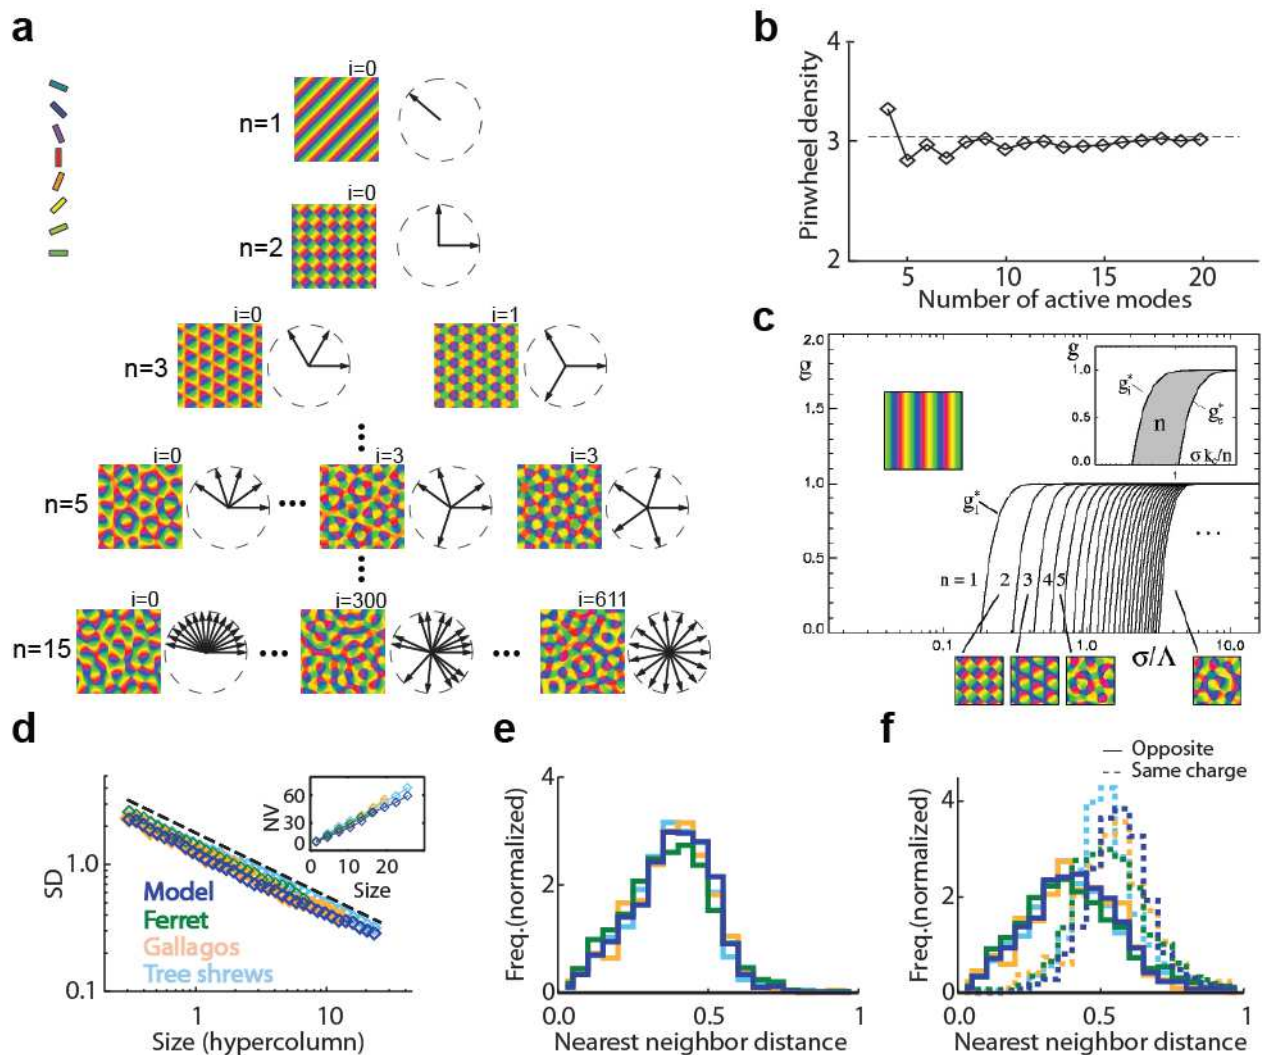 a
i=0
n=1
i=0
n=2
i=0
i=1
n=3
i=0
i=3
i=3
n=5
i=0
i=300
i=611
n=15
b
4
3
2
Pinwheel density
5
10
15
20
Number of active modes
c
2.0
1.5
1.0
0.5
0.0
g
g
1.0
0.5
0.0
n
σ k_c/n
1
n = 1
2
3
4
5
0.1
1.0
10.0
σ/Λ
d
SD
1.0
0.1
1
10
Size (hypercolumn)
NV
60
30
0
0
10
20
Size
Model
Ferret
Gallagos
Tree shrews
e
Freq.(normalized)
4
2
0
0.0
0.5
1
Nearest neighbor distance
f
Opposite
Same charge
Freq.(normalized)
4
2
0
0.0
0.5
1
Nearest neighbor distance